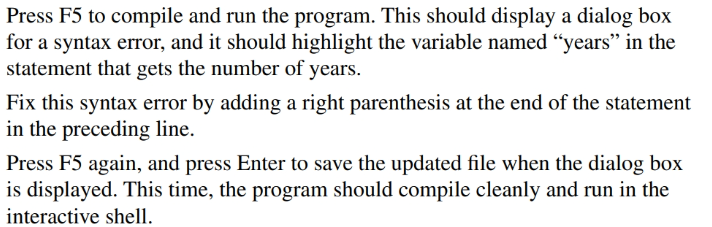 Press F5 to compile and run the program. This should display a dialog box
for a syntax error, and it should highlight the variable named “years” in the
statement that gets the number of years.
Fix this syntax error by adding a right parenthesis at the end of the statement
in the preceding line.
Press F5 again, and press Enter to save the updated file when the dialog box
is displayed. This time, the program should compile cleanly and run in the
interactive shell.